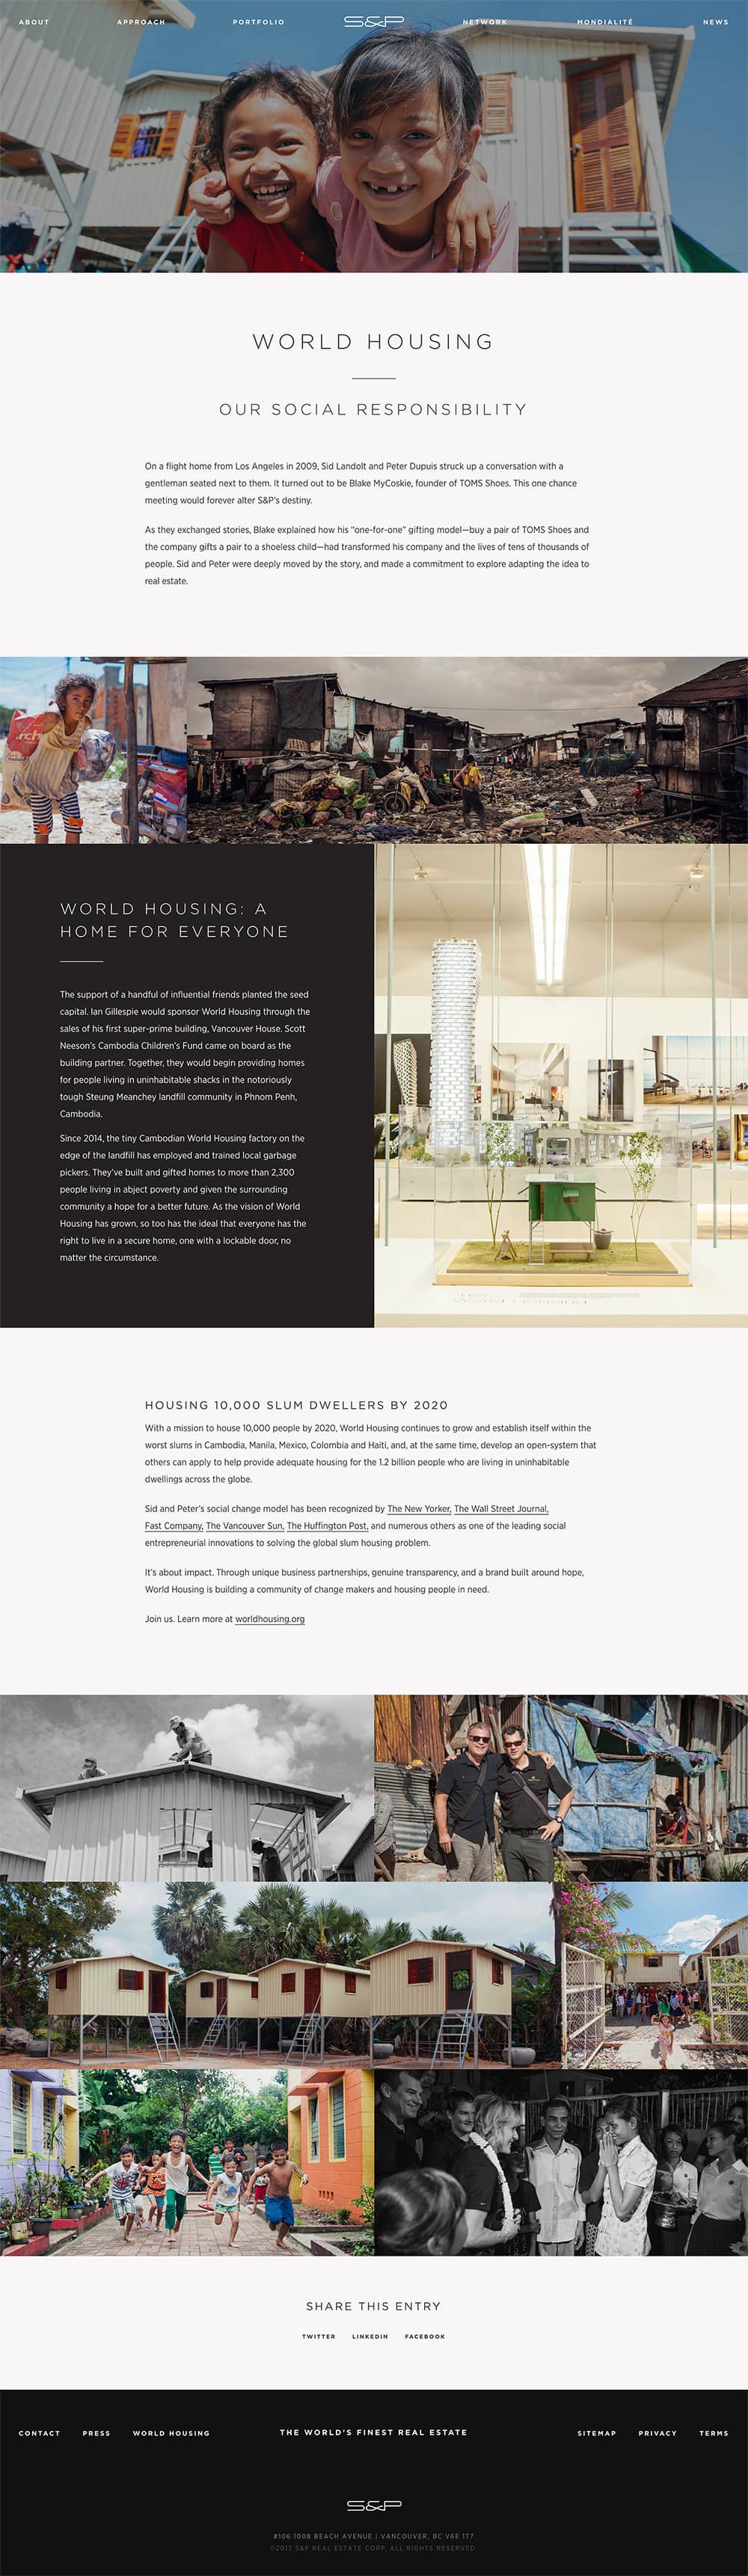 ABOUT
APPROACH
PORTFOLIO
S&P
NETWORK
MONDIALITÉ
NEWS
WORLD HOUSING
OUR SOCIAL RESPONSIBILITY
On a flight home from Los Angeles in 2009, Sid Landolt and Peter Dupuis struck up a conversation with a
gentleman seated next to them. It turned out to be Blake MyCoskie, founder of TOMS Shoes. This one chance
meeting would forever alter S&P's destiny.
As they exchanged stories, Blake explained how his “one-for-one” gifting model—buy a pair of TOMS Shoes and
the company gifts a pair to a shoeless child—had transformed his company and the lives of tens of thousands of
people. Sid and Peter were deeply moved by the story, and made a commitment to explore adapting the idea to
real estate.
WORLD HOUSING: A
HOME FOR EVERYONE
The support of a handful of influential friends planted the seed
capital. Ian Gillespie would sponsor World Housing through the
sales of his first super-prime building, Vancouver House. Scott
Neeson's Cambodia Children's Fund came on board as the
building partner. Together, they would begin providing homes
for people living in uninhabitable shacks in the notoriously
tough Steung Meanchey landfill community in Phnom Penh,
Cambodia.
Since 2014, the tiny Cambodian World Housing factory on the
edge of the landfill has employed and trained local garbage
pickers. They've built and gifted homes to more than 2,300
people living in abject poverty and given the surrounding
community a hope for a better future. As the vision of World
Housing has grown, so too has the ideal that everyone has the
right to live in a secure home, one with a lockable door, no
matter the circumstance.
HOUSING 10,000 SLUM DWELLERS BY 2020
With a mission to house 10,000 people by 2020, World Housing continues to grow and establish itself within the
worst slums in Cambodia, Manila, Mexico, Colombia and Haiti, and, at the same time, develop an open-system that
others can apply to help provide adequate housing for the 1.2 billion people who are living in uninhabitable
dwellings across the globe.
Sid and Peter's social change model has been recognized by The New Yorker, The Wall Street Journal,
Fast Company, The Vancouver Sun, The Huffington Post, and numerous others as one of the leading social
entrepreneurial innovations to solving the global slum housing problem.
It's about impact. Through unique business partnerships, genuine transparency, and a brand built around hope,
World Housing is building a community of change makers and housing people in need.
Join us. Learn more at worldhousing.org
SHARE THIS ENTRY
TWITTER LINKEDIN FACEBOOK
CONTACT PRESS WORLD HOUSING
THE WORLD'S FINEST REAL ESTATE
SITEMAP PRIVACY TERMS
S&P
#106 1008 BEACH AVENUE | VANCOUVER, BC V6E 1T7
©2017 S&P REAL ESTATE CORP. ALL RIGHTS RESERVED.